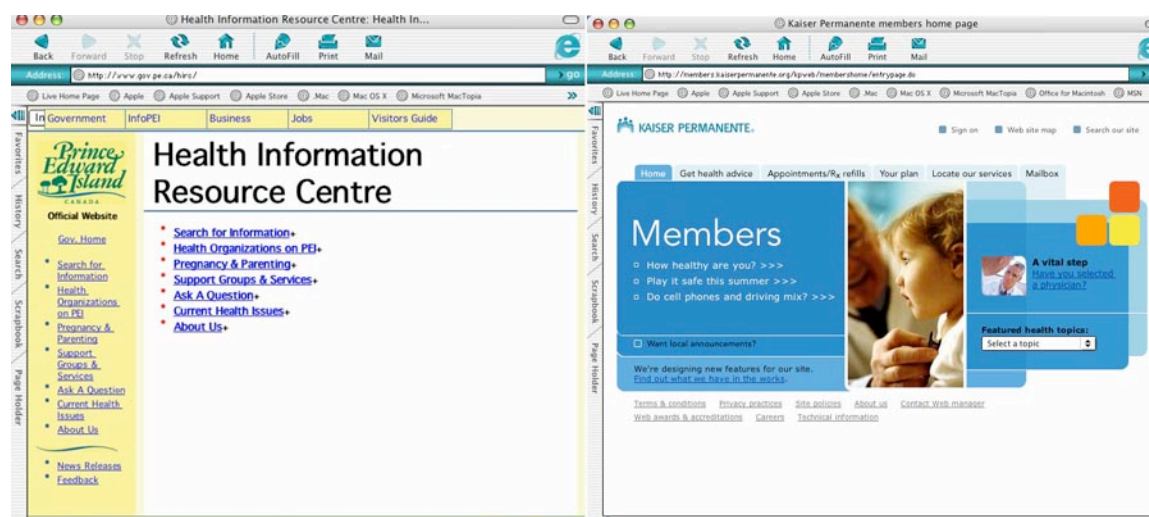 Health Information Resource Centre: Health In...
Back Forward Stop Refresh Home AutoFill Print Mail
Address: http://www.gov.pe.ca/hirc/ go
Live Home Page Apple Apple Support Apple Store .Mac Mac OS X Microsoft MacTopia
Favorites
History
Search
Scrapbook
Page Holder
In Government InfoPEI Business Jobs Visitors Guide
Prince
Edward
Island
CANADA
Official Website
Gov. Home
Search for
Information
Health
Organizations
on PEI
Pregnancy &
Parenting
Support
Groups &
Services
Ask A Question
Current Health
Issues
About Us
News Releases
Feedback
Health Information
Resource Centre
Search for Information+
Health Organizations on PEI+
Pregnancy & Parenting+
Support Groups & Services+
Ask A Question+
Current Health Issues+
About Us+
Kaiser Permanente members home page
Back Forward Stop Refresh Home AutoFill Print Mail
Address: http://members.kaiserpermanente.org/kpweb/membershome/entrypage.do
Live Home Page Apple Apple Support Apple Store .Mac Mac OS X Microsoft MacTopia Office for Macintosh MSN
Favorites
History
Search
Scrapbook
Page Holder
KAISER PERMANENTE.
Sign on Web site map Search our site
Home Get health advice Appointments/Rx refills Your plan Locate our services Mailbox
Members
How healthy are you? >>>
Play it safe this summer >>>
Do cell phones and driving mix? >>>
Want local announcements?
We're designing new features for our site.
Find out what we have in the works.
A vital step
Have you selected
a physician?
Featured health topics:
Select a topic
Terms & conditions Privacy practices Site policies About us Contact Web manager
Web awards & accreditations Careers Technical information